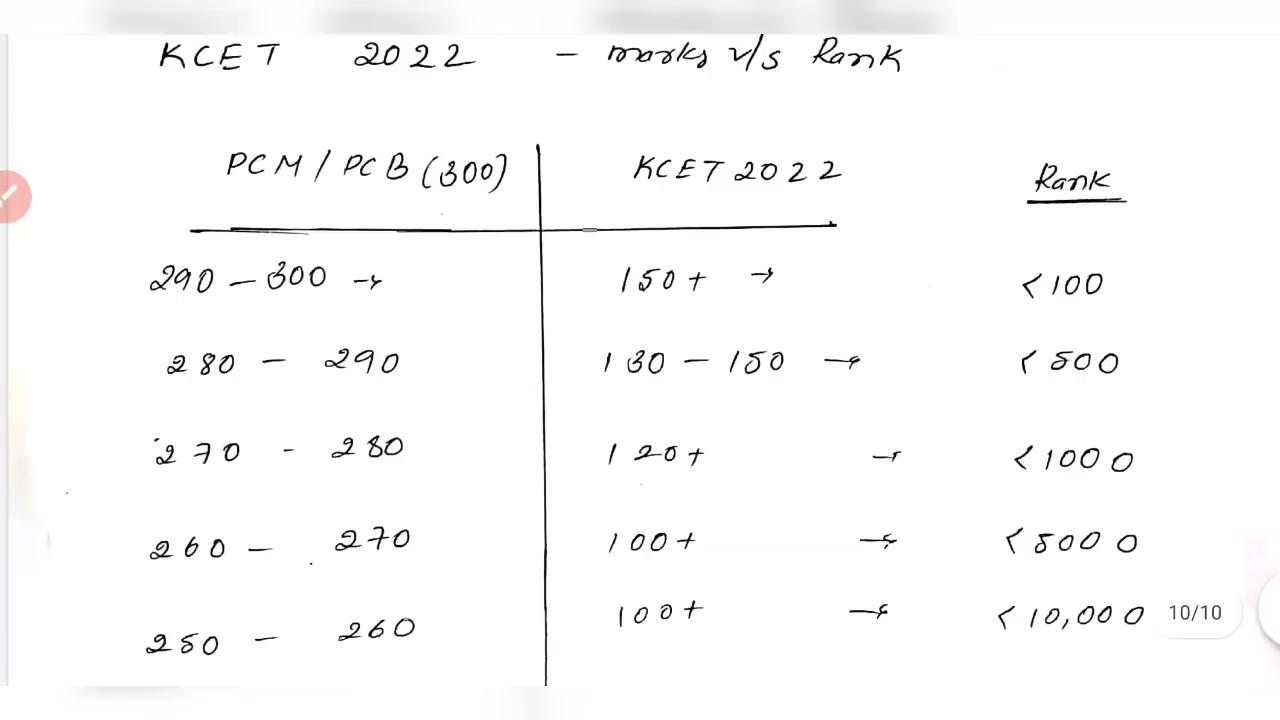 KCET 2022 - marks v/s Rank
PCM / PCB (300) KCET 2022 Rank
290 - 300 → 150+ → < 100
280 - 290 130 - 150 → < 500
270 - 280 120+ → < 1000
260 - 270 100+ → < 5000
250 - 260 100+ → < 10,000
10/10